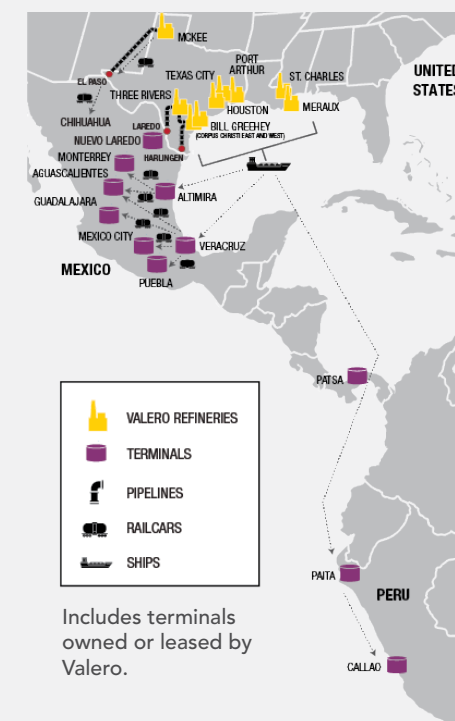 MCKEE
PORT
ARTHUR
UNITED
STATES
EL PASO
TEXAS CITY
ST. CHARLES
THREE RIVERS
HOUSTON
MERAUX
CHIHUAHUA
LAREDO
BILL GREEHEY
(CORPUS CHRISTI EAST AND WEST)
NUEVO LAREDO
MONTERREY
HARLINGEN
AGUASCALIENTES
ALTIMIRA
GUADALAJARA
MEXICO CITY
VERACRUZ
MEXICO
PUEBLA
PATSA
VALERO REFINERIES
TERMINALS
PIPELINES
RAILCARS
SHIPS
PAITA
PERU
Includes terminals
owned or leased by
Valero.
CALLAO